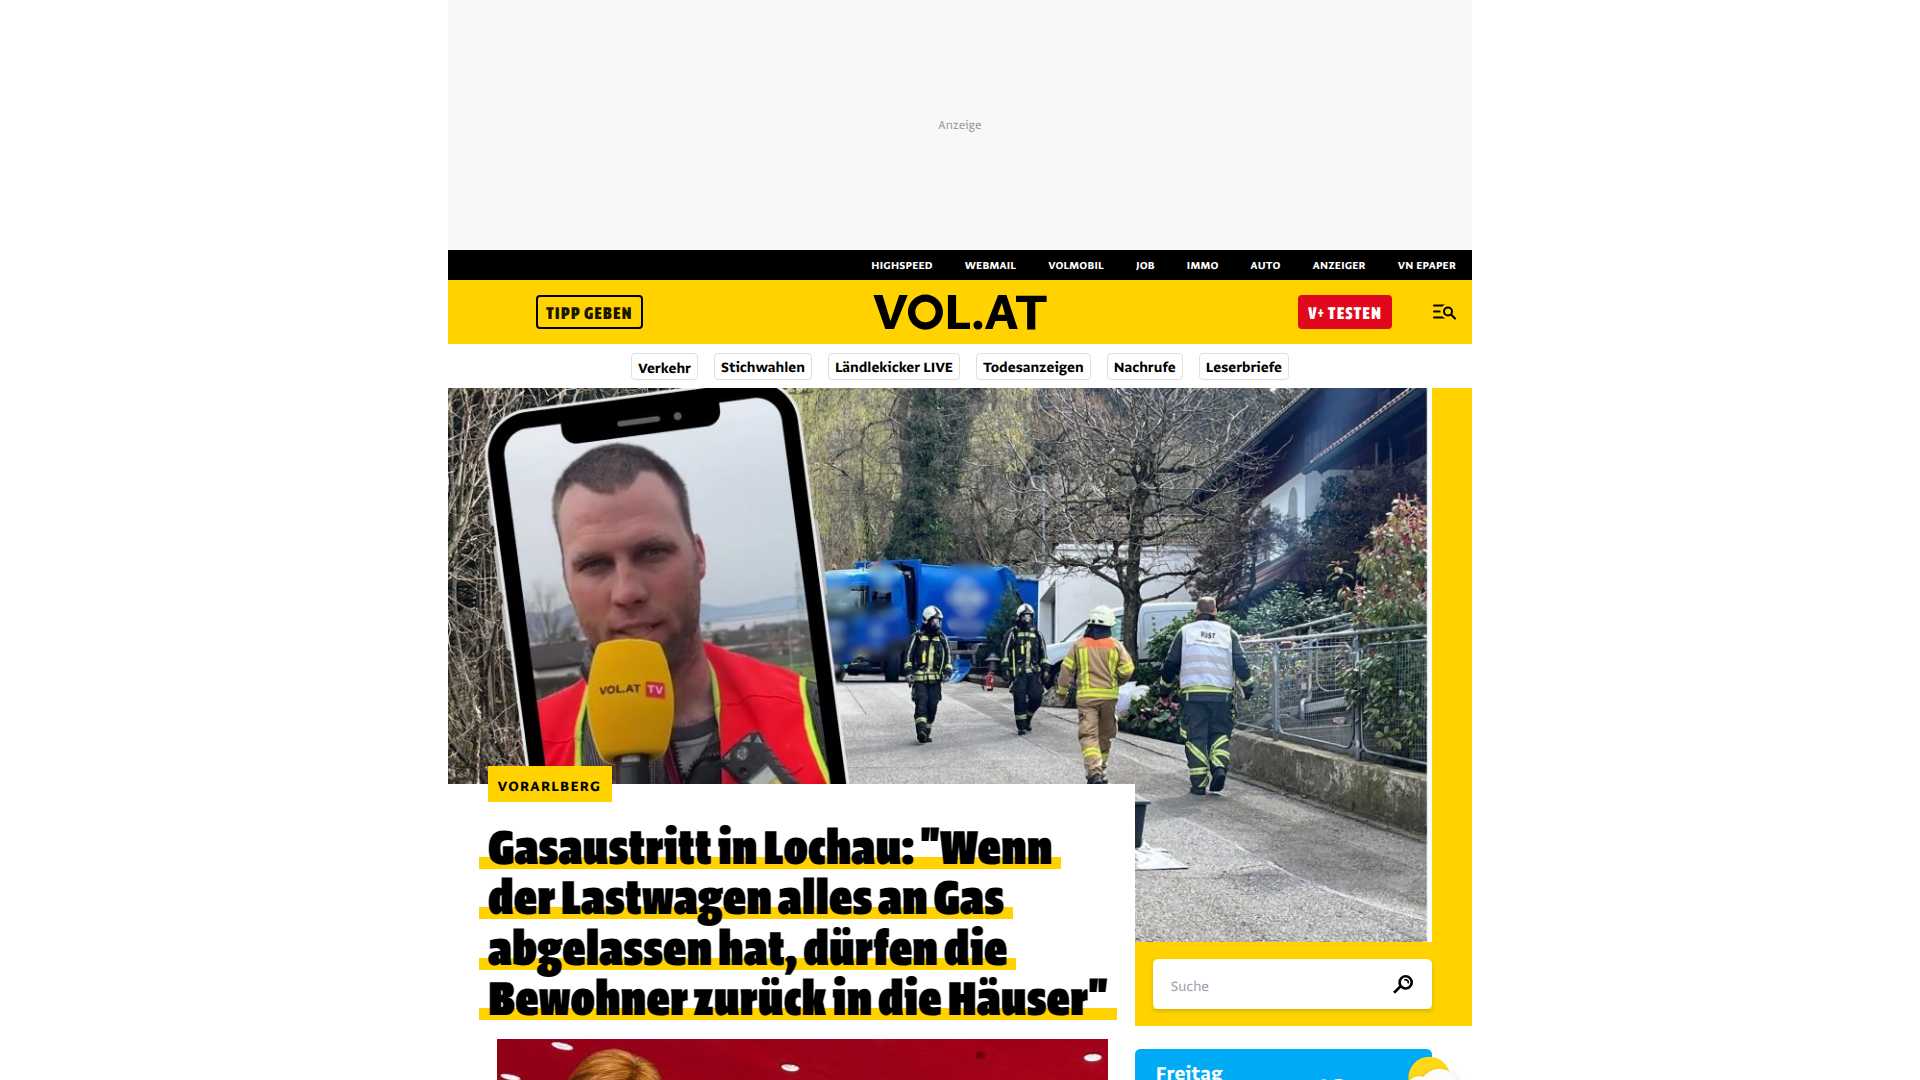 Anzeige
HIGHSPEED WEBMAIL VOLMOBIL JOB IMMO AUTO ANZEIGER VN EPAPER
TIPP GEBEN
VOL.AT
V+ TESTEN
Verkehr Stichwahlen Ländlekicker LIVE Todesanzeigen Nachrufe Leserbriefe
VOL.AT TV
VORARLBERG
Gasaustritt in Lochau: "Wenn
der Lastwagen alles an Gas
abgelassen hat, dürfen die
Bewohner zurück in die Häuser"
Suche
Freitag